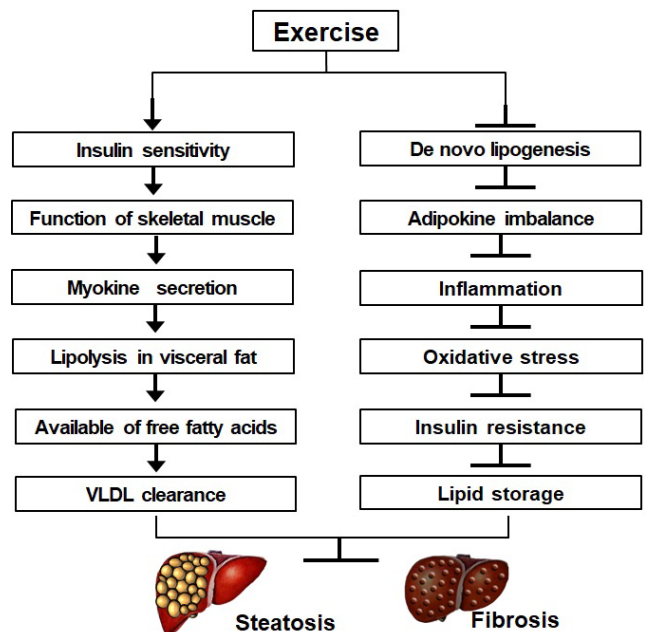 Exercise
Insulin sensitivity
Function of skeletal muscle
Myokine secretion
Lipolysis in visceral fat
Available of free fatty acids
VLDL clearance
De novo lipogenesis
Adipokine imbalance
Inflammation
Oxidative stress
Insulin resistance
Lipid storage
Steatosis
Fibrosis